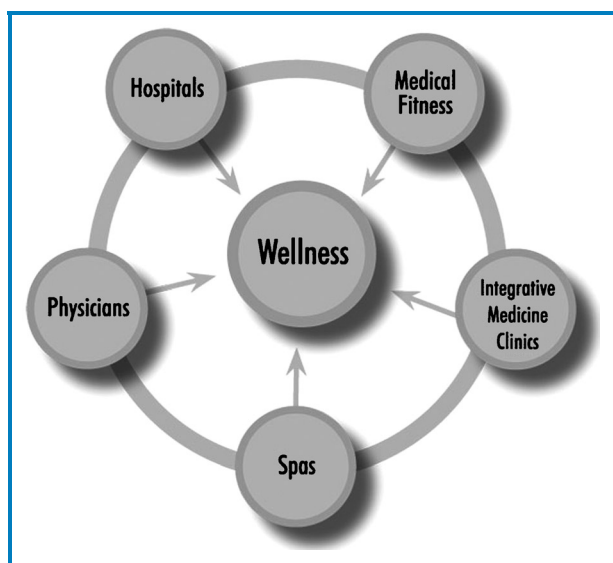 Hospitals
Medical
Fitness
Wellness
Physicians
Integrative
Medicine
Clinics
Spas